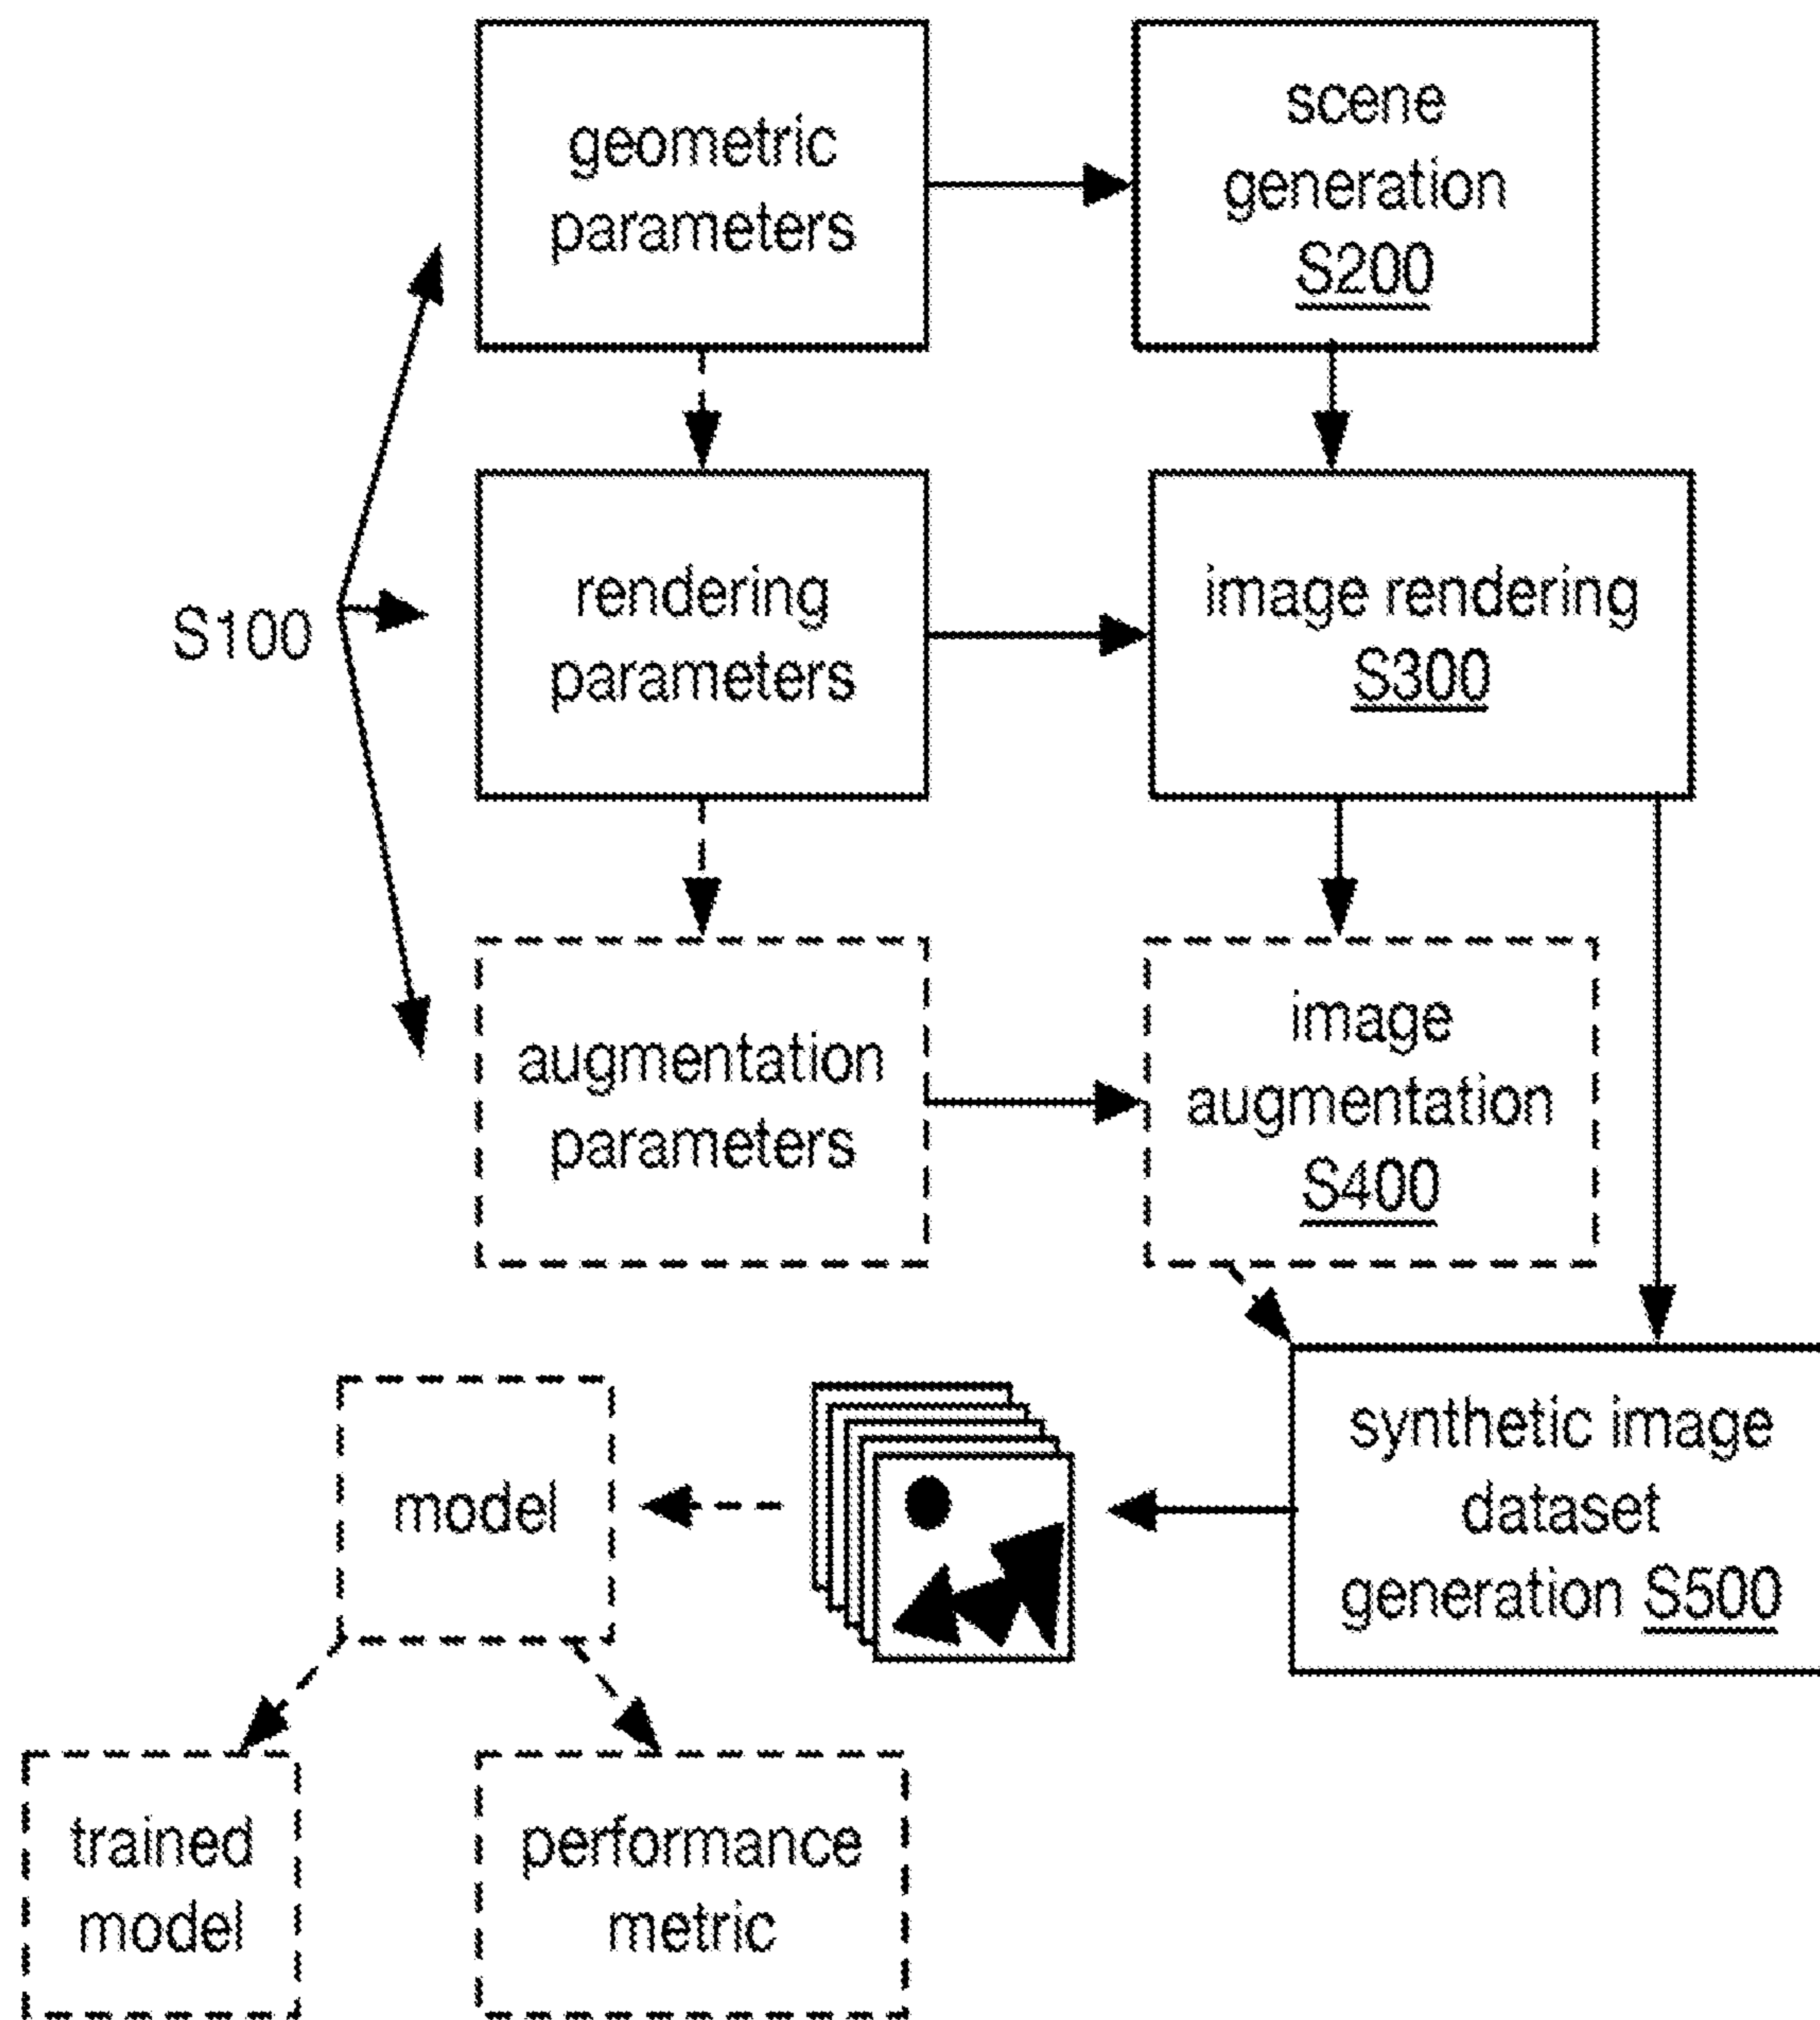 geometric
parameters
scene
generation
S200
S100
rendering
parameters
image rendering
S300
augmentation
parameters
image
augmentation
S400
model
synthetic image
dataset
generation S500
trained
model
performance
metric